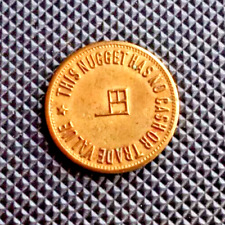 THIS NUGGET HAS NO CASH OR TRADE VALUE